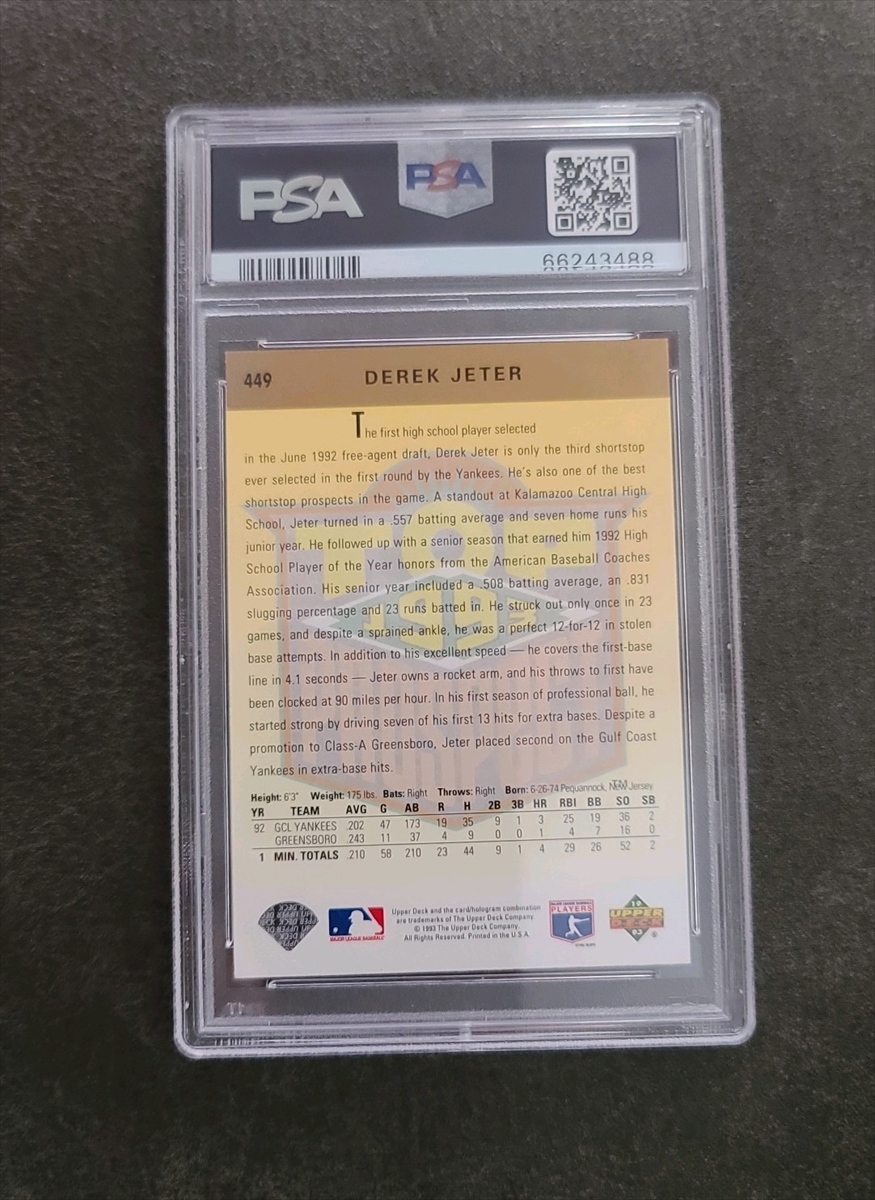 PSA
PSA
66243488
449 DEREK JETER
The first high school player selected
in the June 1992 free-agent draft, Derek Jeter is only the third shortstop
ever selected in the first round by the Yankees. He's also one of the best
shortstop prospects in the game. A standout at Kalamazoo Central High
School, Jeter turned in a .557 batting average and seven home runs his
junior year. He followed up with a senior season that earned him 1992 High
School Player of the Year honors from the American Baseball Coaches
Association. His senior year included a .508 batting average, an .831
slugging percentage and 23 runs batted in. He struck out only once in 23
games, and despite a sprained ankle, he was a perfect 12-for-12 in stolen
base attempts. In addition to his excellent speed — he covers the first-base
line in 4.1 seconds — Jeter owns a rocket arm, and his throws to first have
been clocked at 90 miles per hour. In his first season of professional ball, he
started strong by driving seven of his first 13 hits for extra bases. Despite a
promotion to Class-A Greensboro, Jeter placed second on the Gulf Coast
Yankees in extra-base hits.
TOP
1993
PROSPECT
TM
Height: 6'3" Weight: 175 lbs. Bats: Right Throws: Right Born: 6-26-74 Pequannock, New Jersey
YR TEAM AVG G AB R H 2B 3B HR RBI BB SO SB
92 GCL YANKEES .202 47 173 19 35 9 1 3 25 19 36 2
GREENSBORO .243 11 37 4 9 0 0 1 4 7 16 0
1 MIN. TOTALS .210 58 210 23 44 9 1 4 29 26 52 2
MAJOR LEAGUE BASEBALL
Upper Deck and the card/hologram combination
are trademarks of The Upper Deck Company.
© 1993 The Upper Deck Company.
All Rights Reserved. Printed in the U.S.A.
MAJOR LEAGUE BASEBALL
PLAYERS
19
UPPER
DECK
93
®